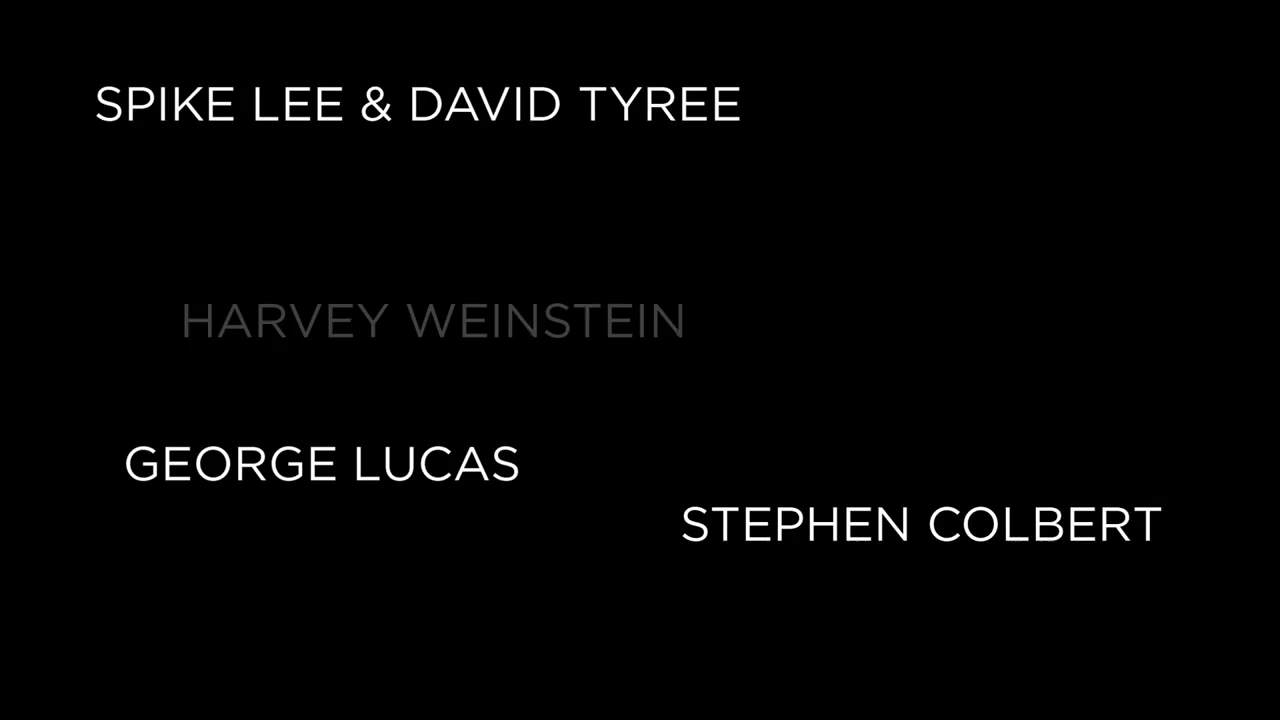 SPIKE LEE & DAVID TYREE
HARVEY WEINSTEIN
GEORGE LUCAS
STEPHEN COLBERT